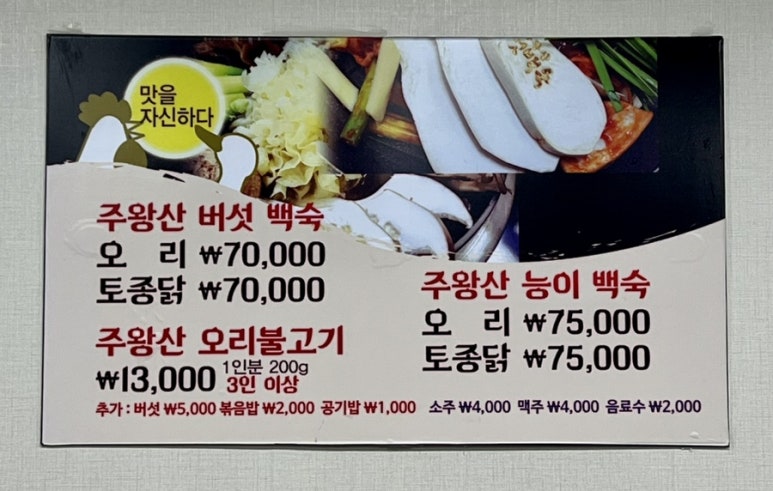 맛을
자신하다
주왕산 버섯 백숙
오 리 ₩70,000
토종닭 ₩70,000
주왕산 오리불고기
₩13,000 1인분 200g
3인 이상
주왕산 능이 백숙
오 리 ₩75,000
토종닭 ₩75,000
추가 : 버섯 ₩5,000 볶음밥 ₩2,000 공기밥 ₩1,000 소주 ₩4,000 맥주 ₩4,000 음료수 ₩2,000